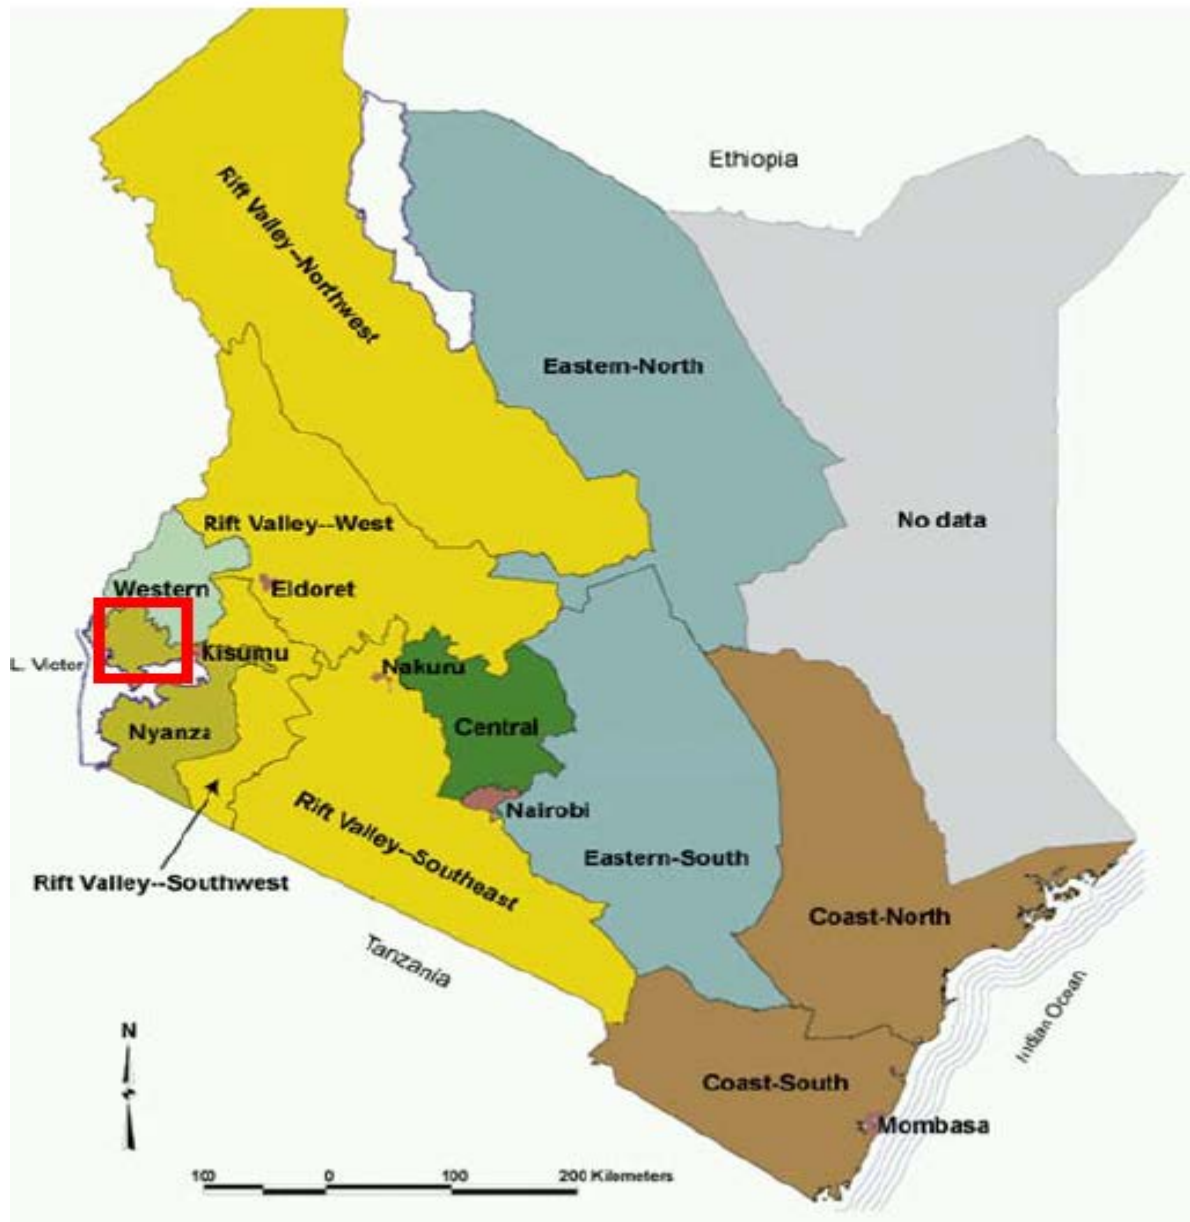 Ethiopia
Rift Valley--Northwest
Eastern-North
No data
Rift Valley--West
Western
Eldoret
L. Victor
Kisumu
Nakuru
Nyanza
Central
Nairobi
Rift Valley--Southeast
Eastern-South
Rift Valley--Southwest
Coast-North
Tanzania
Indian Ocean
N
Coast-South
Mombasa
100 0 100 200 Kilometers